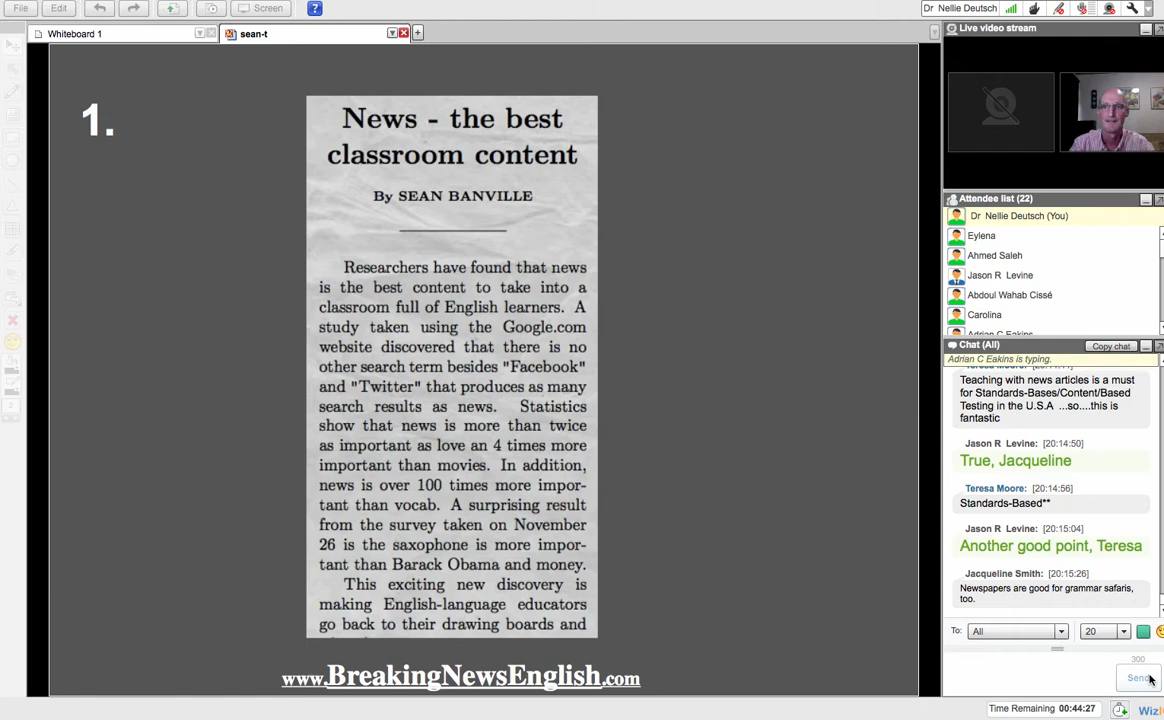 File
Edit
Screen
?
Dr Nellie Deutsch
Whiteboard 1
sean-t
Live video stream
1.
News - the best
classroom content
By SEAN BANVILLE
Researchers have found that news
is the best content to take into a
classroom full of English learners. A
study taken using the Google.com
website discovered that there is no
other search term besides "Facebook"
and "Twitter" that produces as many
search results as news. Statistics
show that news is more than twice
as important as love an 4 times more
important than movies. In addition,
news is over 100 times more impor-
tant than vocab. A surprising result
from the survey taken on November
26 is the saxophone is more impor-
tant than Barack Obama and money.
This exciting new discovery is
making English-language educators
go back to their drawing boards and
www.BreakingNewsEnglish.com
Attendee list (22)
Dr Nellie Deutsch (You)
Eylena
Ahmed Saleh
Jason R Levine
Abdoul Wahab Cissé
Carolina
Adrian C Eakins
Chat (All)
Copy chat
Adrian C Eakins is typing.
Teaching with news articles is a must
for Standards-Bases/Content/Based
Testing in the U.S.A ...so....this is
fantastic
Jason R Levine: [20:14:50]
True, Jacqueline
Teresa Moore: [20:14:56]
Standards-Based**
Jason R Levine: [20:15:04]
Another good point, Teresa
Jacqueline Smith: [20:15:26]
Newspapers are good for grammar safaris,
too.
To: All 20
300
Send
Time Remaining 00:44:27
WizI